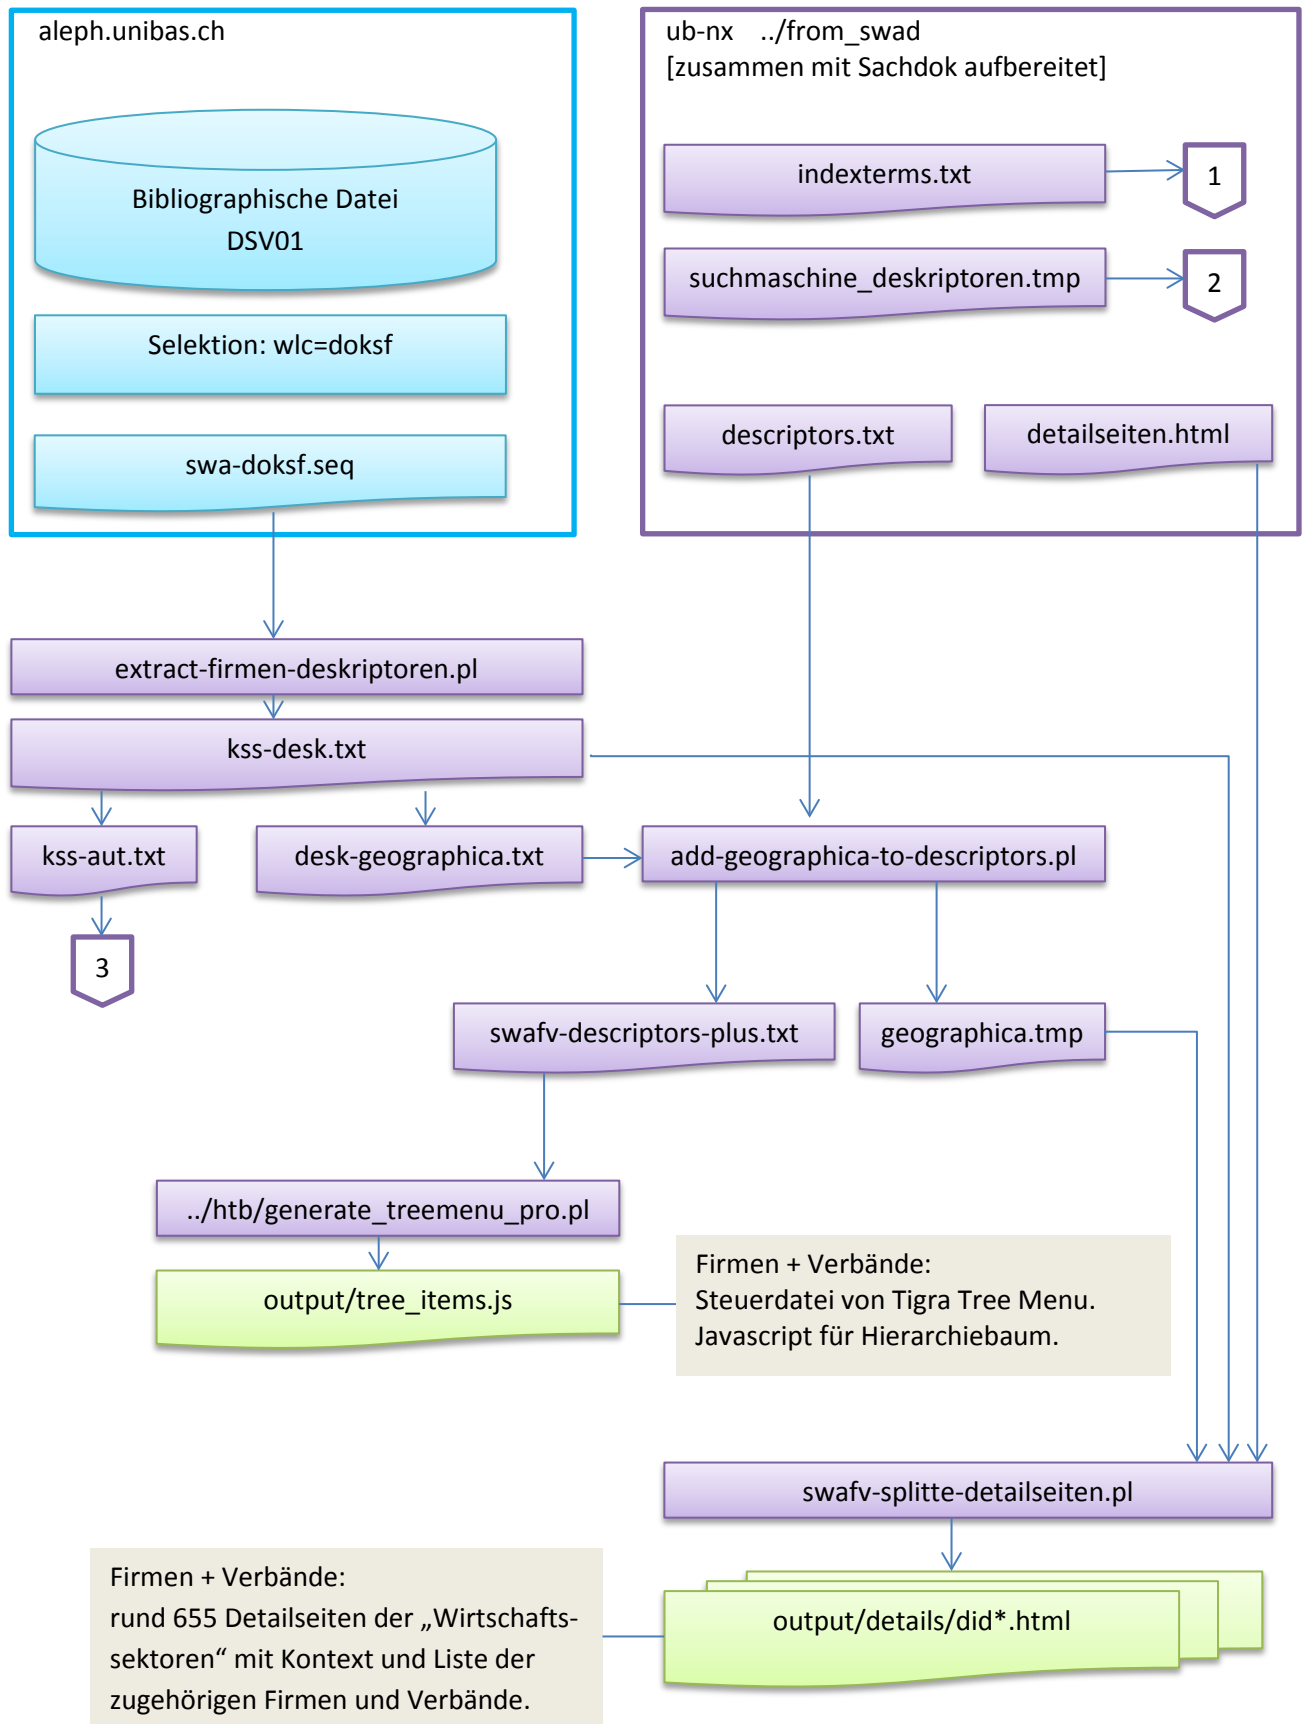 aleph.unibas.ch
Bibliographische Datei
DSV01
Selektion: wlc=doksf
swa-doksf.seq
ub-nx ../from_swad
[zusammen mit Sachdok aufbereitet]
indexterms.txt
1
suchmaschine_deskriptoren.tmp
2
descriptors.txt
detailseiten.html
extract-firmen-deskriptoren.pl
kss-desk.txt
kss-aut.txt
desk-geographica.txt
add-geographica-to-descriptors.pl
3
swafv-descriptors-plus.txt
geographica.tmp
../htb/generate_treemenu_pro.pl
output/tree_items.js
Firmen + Verbände:
Steuerdatei von Tigra Tree Menu.
Javascript für Hierarchiebaum.
swafv-splitte-detailseiten.pl
output/details/did*.html
Firmen + Verbände:
rund 655 Detailseiten der „Wirtschafts-
sektoren“ mit Kontext und Liste der
zugehörigen Firmen und Verbände.